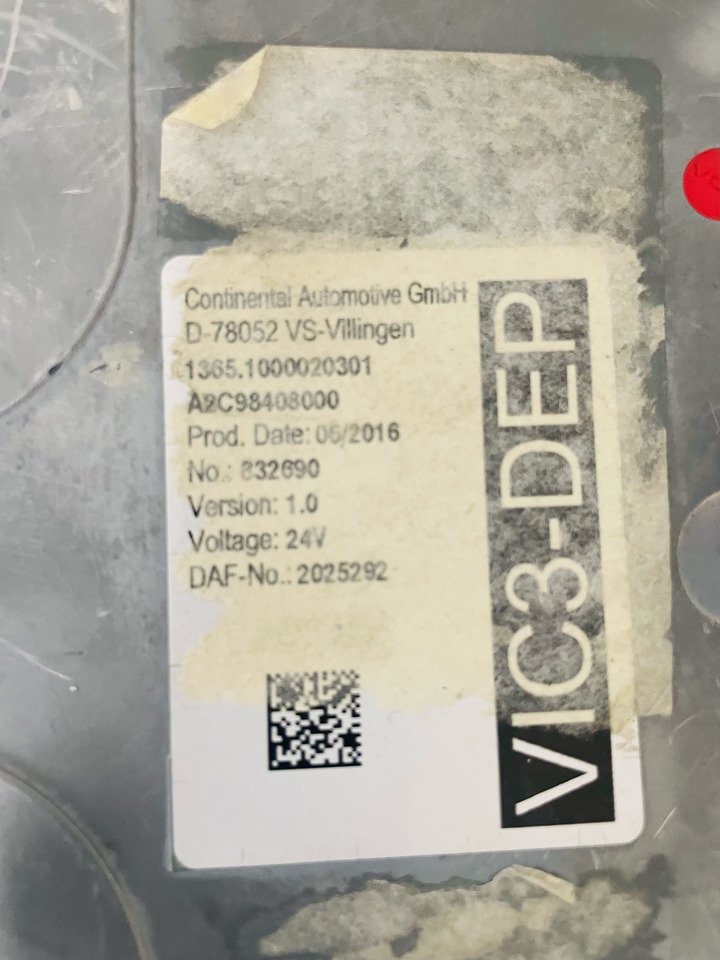 Continental Automotive GmbH
D-78052 VS-Villingen
1365.1000020301
A2C98408000
Prod. Date: 06/2016
No.: 832690
Version: 1.0
Voltage: 24V
DAF-No.: 2025292
VIC3-DEP